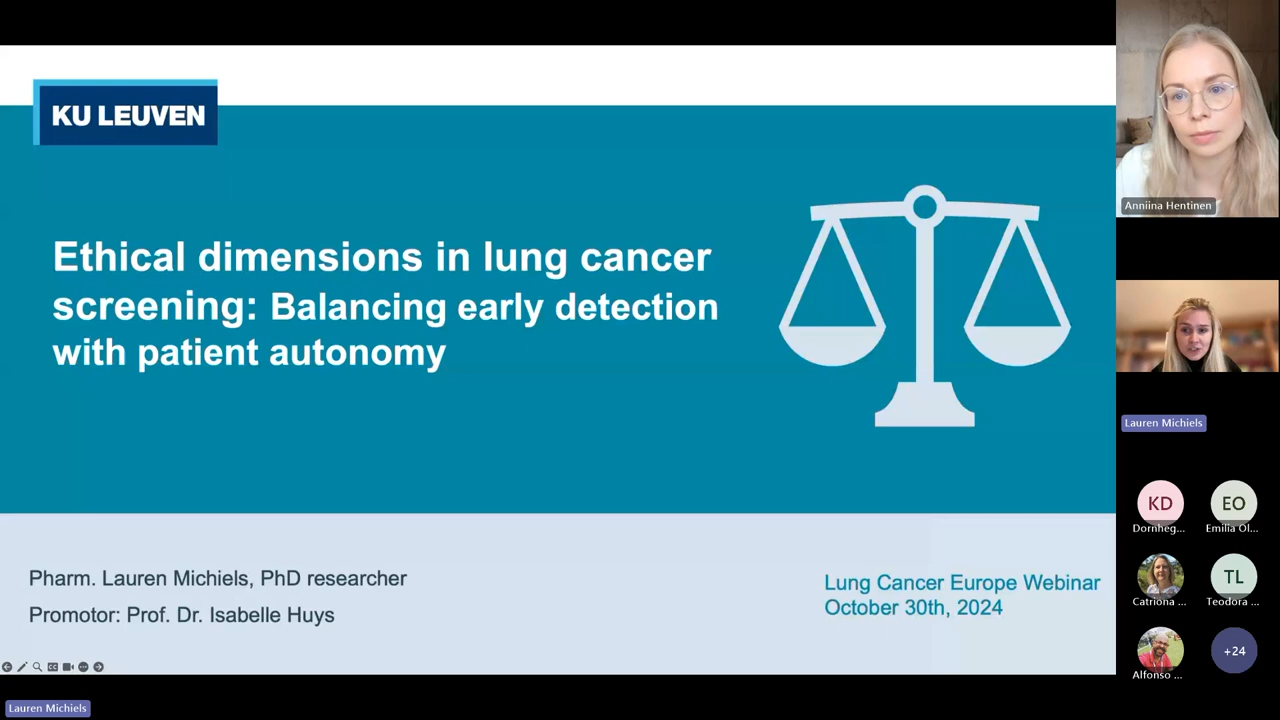 KU LEUVEN
Ethical dimensions in lung cancer
screening: Balancing early detection
with patient autonomy
Pharm. Lauren Michiels, PhD researcher
Promotor: Prof. Dr. Isabelle Huys
Lung Cancer Europe Webinar
October 30th, 2024
Lauren Michiels
Anniina Hentinen
Lauren Michiels
KD
Dornheg...
EO
Emilia Ol...
Catriona ...
TL
Teodora ...
Alfonso ...
+24